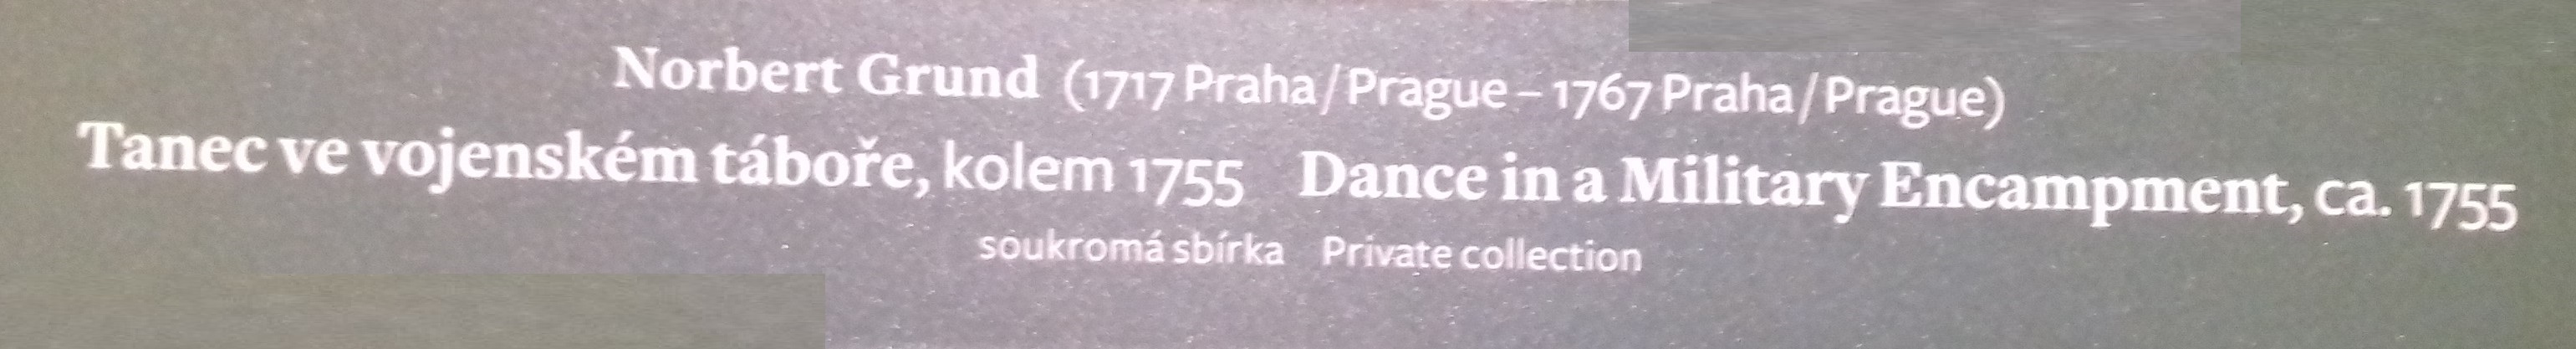 Norbert Grund (1717 Praha/Prague – 1767 Praha/Prague)
Tanec ve vojenském táboře, kolem 1755 Dance in a Military Encampment, ca. 1755
soukromá sbírka Private collection